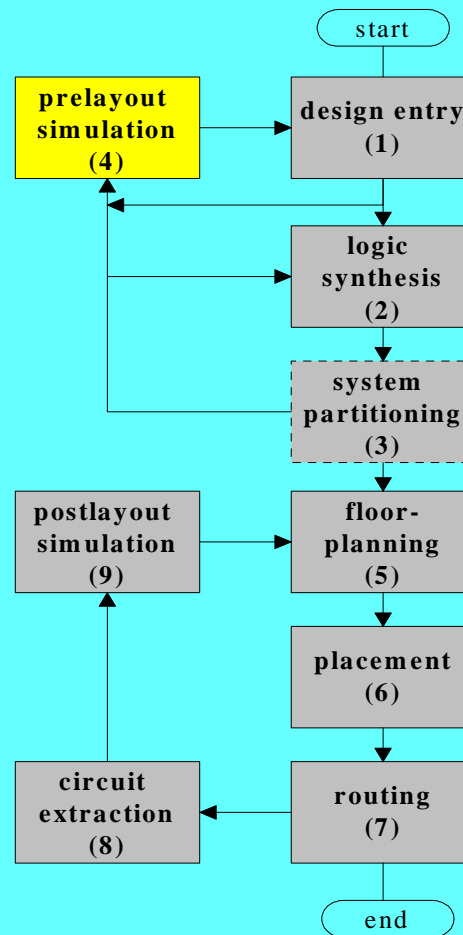 start
prelayout
simulation
(4)
design entry
(1)
logic
synthesis
(2)
system
partitioning
(3)
postlayout
simulation
(9)
floor-
planning
(5)
placement
(6)
circuit
extraction
(8)
routing
(7)
end